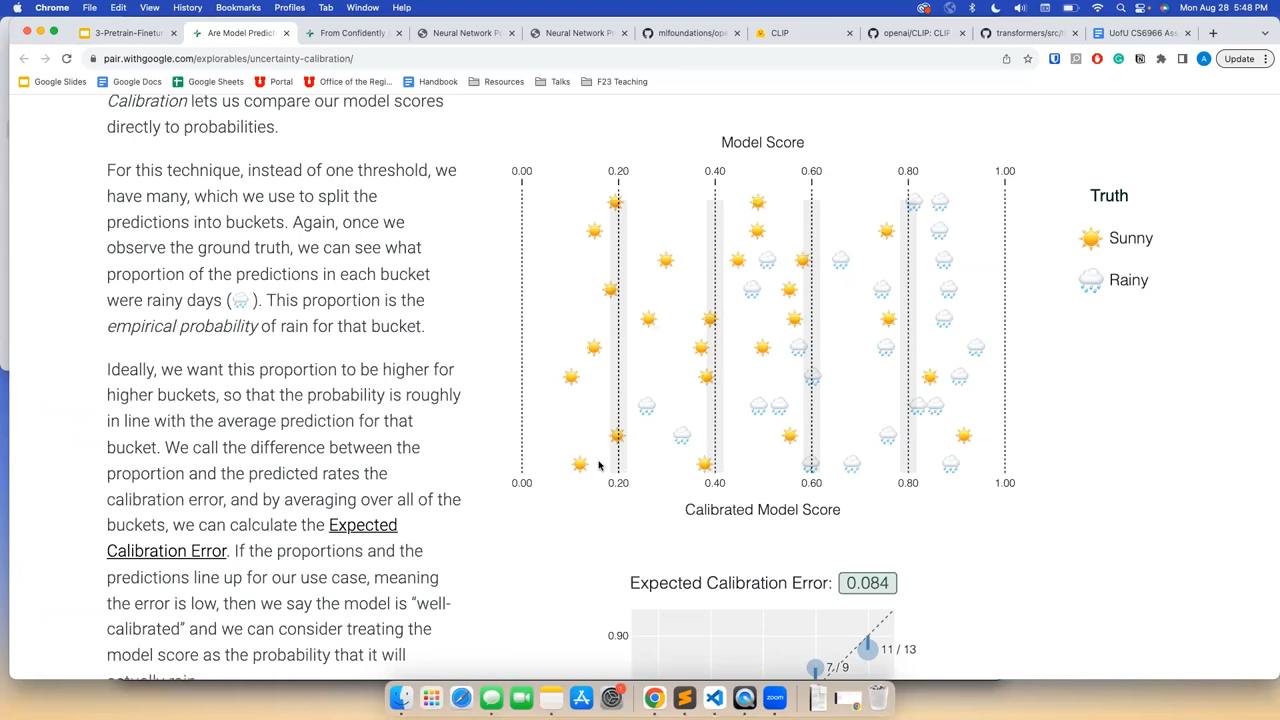 Chrome File Edit View History Bookmarks Profiles Tab Window Help Mon Aug 28 5:48 PM
3-Pretrain-Finetun Are Model Predict From Confidently Neural Network P Neural Network P mlfoundations/ope CLIP openai/CLIP: CLIP transformers/src/t UofU CS6966 Ass
pair.withgoogle.com/explorables/uncertainty-calibration/ A Update
Google Slides Google Docs Google Sheets Portal Office of the Regi... Handbook Resources Talks F23 Teaching
Calibration lets us compare our model scores
directly to probabilities.
For this technique, instead of one threshold, we
have many, which we use to split the
predictions into buckets. Again, once we
observe the ground truth, we can see what
proportion of the predictions in each bucket
were rainy days ( ). This proportion is the
empirical probability of rain for that bucket.
Ideally, we want this proportion to be higher for
higher buckets, so that the probability is roughly
in line with the average prediction for that
bucket. We call the difference between the
proportion and the predicted rates the
calibration error, and by averaging over all of the
buckets, we can calculate the Expected
Calibration Error. If the proportions and the
predictions line up for our use case, meaning
the error is low, then we say the model is “well-
calibrated” and we can consider treating the
model score as the probability that it will
actually rain.
Model Score
0.00 0.20 0.40 0.60 0.80 1.00
0.00 0.20 0.40 0.60 0.80 1.00
Calibrated Model Score
Truth
Sunny
Rainy
Expected Calibration Error: 0.084
0.90
11 / 13
7 / 9
1
zoom